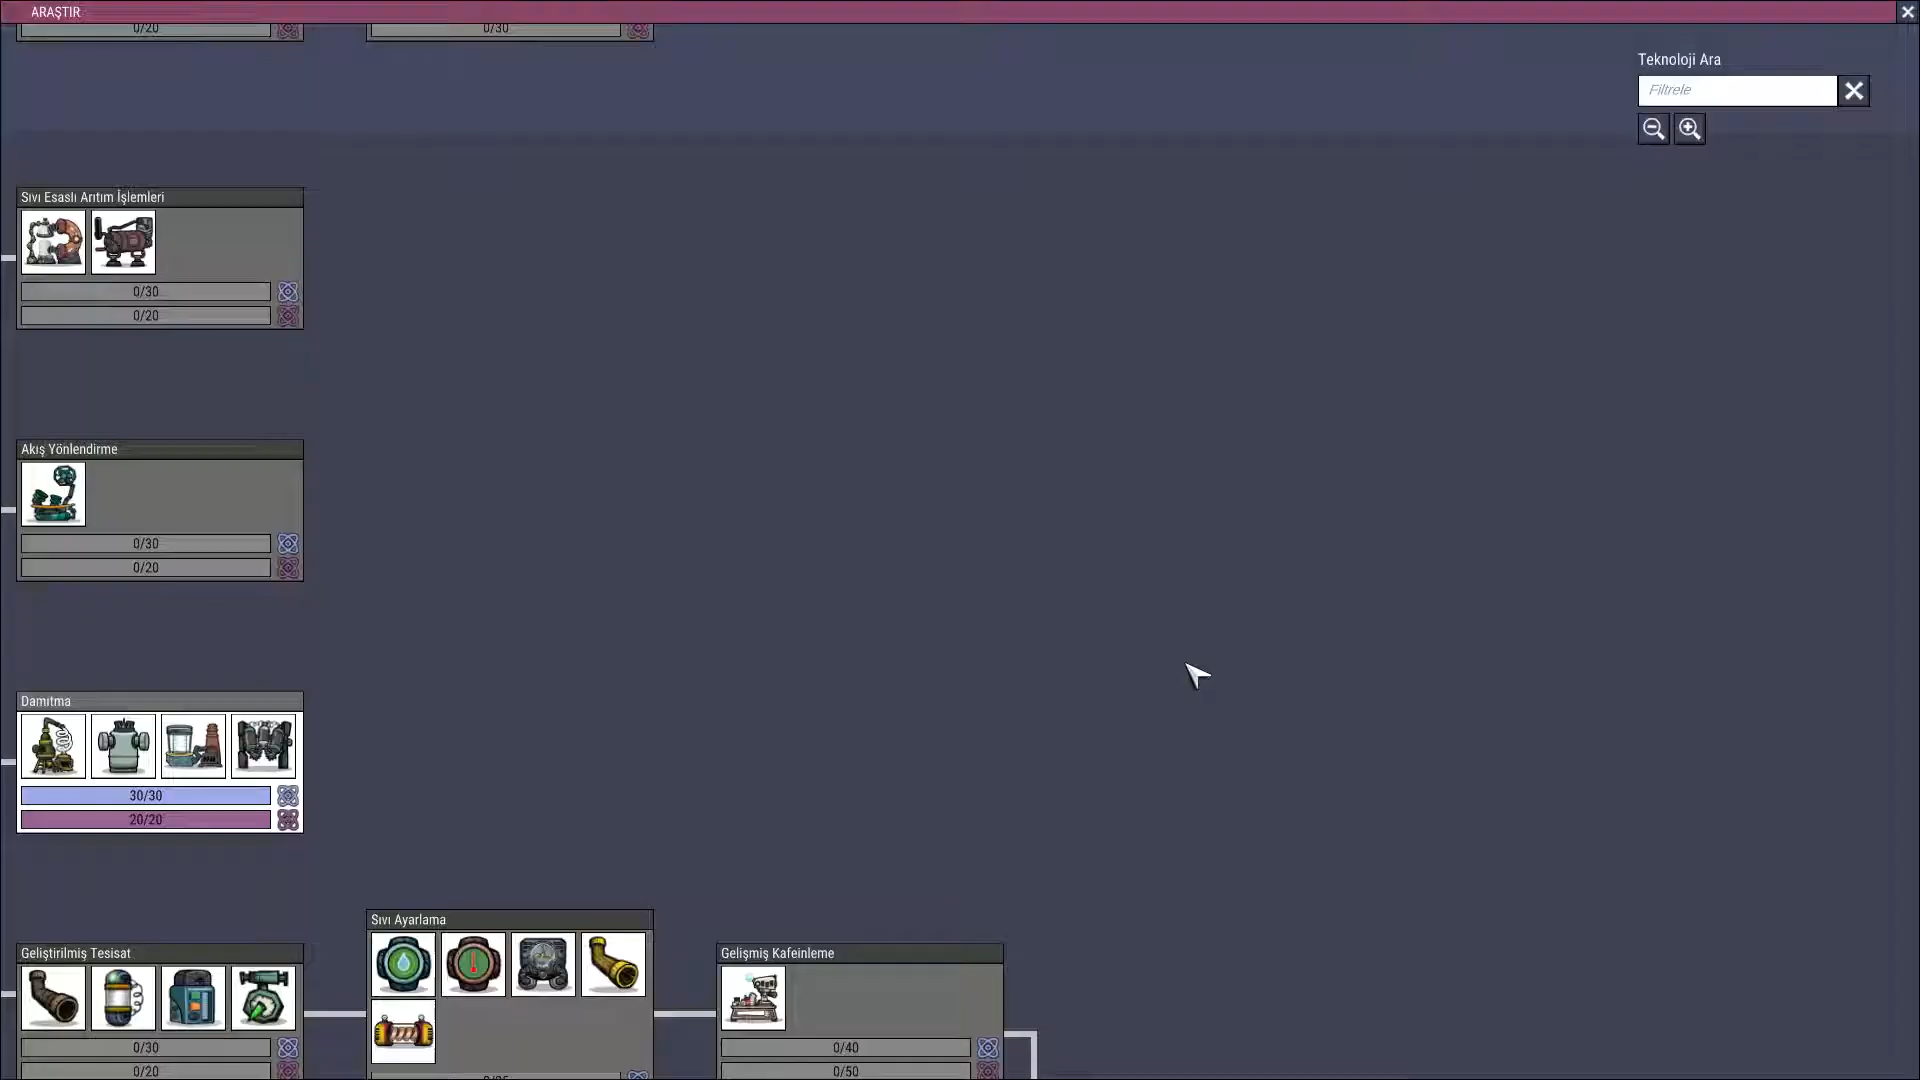 ARAŞTIR
0/20
0/30
Teknoloji Ara
Filtrele
Sıvı Esaslı Arıtım İşlemleri
0/30
0/20
Akış Yönlendirme
0/30
0/20
Damıtma
30/30
20/20
Sıvı Ayarlama
Geliştirilmiş Tesisat
Gelişmiş Kafeinleme
0/30
0/40
0/20
0/50